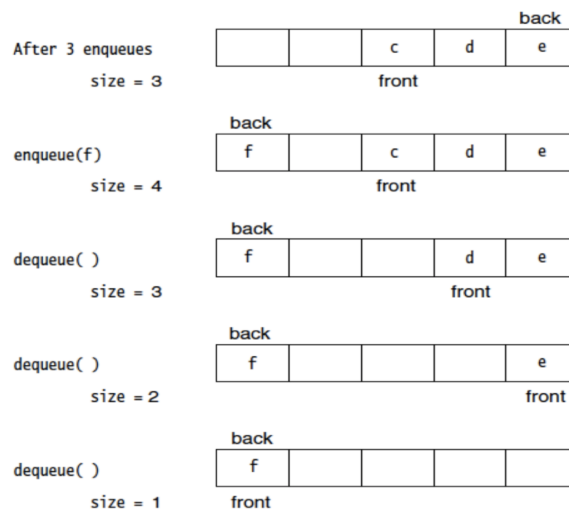 back
After 3 enqueues c d e
size = 3 front
back
enqueue(f) f c d e
size = 4 front
back
dequeue( ) f d e
size = 3 front
back
dequeue( ) f e
size = 2 front
back
dequeue( ) f
size = 1 front